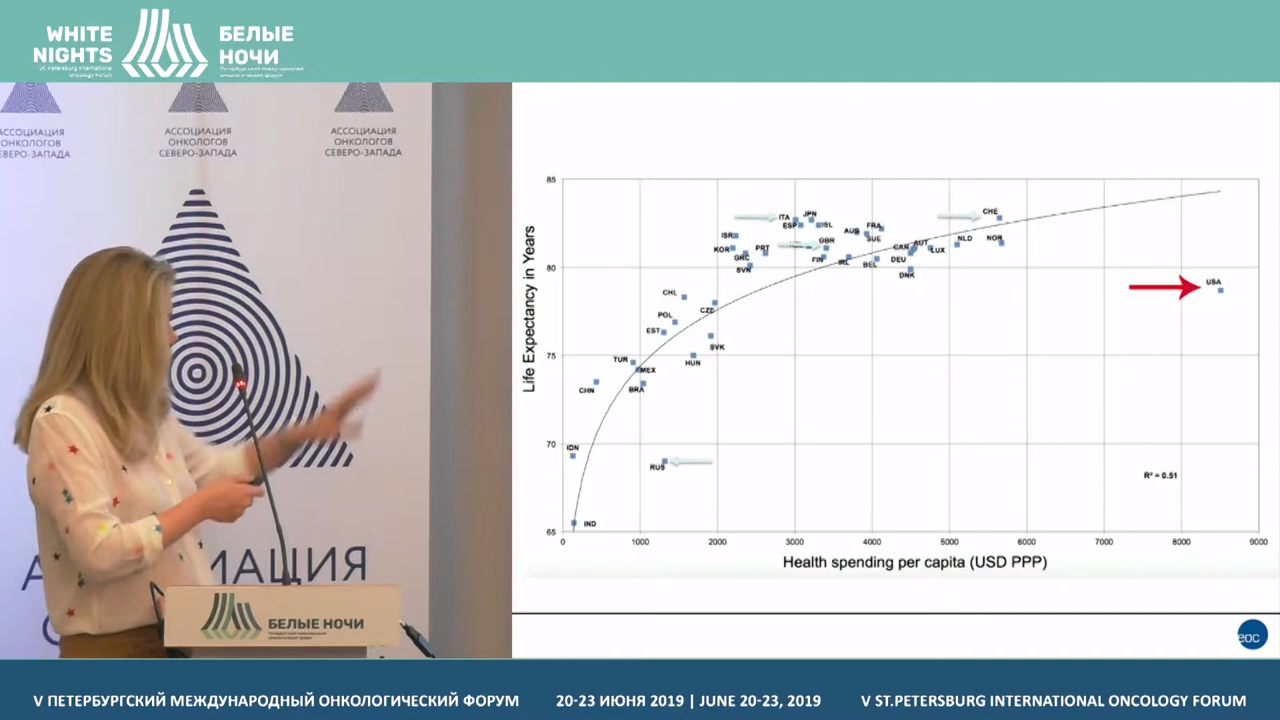 WHITE
NIGHTS
St. Petersburg International
Oncology Forum
БЕЛЫЕ
НОЧИ
Петербургский международный
онкологический форум
АССОЦИАЦИЯ
ОНКОЛОГОВ
СЕВЕРО-ЗАПАДА
АССОЦИАЦИЯ
ОНКОЛОГОВ
СЕВЕРО-ЗАПАДА
АССОЦИАЦИЯ
ОНКОЛОГОВ
СЕВЕРО-ЗАПАДА
БЕЛЫЕ НОЧИ
Life Expectancy in Years
85
80
75
70
65
ITA
JPN
ESP
ISL
CHE
ISR
AUS
FRA
SUE
KOR
PRT
GBR
CAN
AUT
NLD
NOR
GRC
SVN
FIN
IRL
BEL
DEU
LUX
DNK
USA
CHL
CZE
POL
EST
SVK
TUR
MEX
HUN
CHN
BRA
IDN
RUS
IND
R² = 0.51
0 1000 2000 3000 4000 5000 6000 7000 8000 9000
Health spending per capita (USD PPP)
eoc
V ПЕТЕРБУРГСКИЙ МЕЖДУНАРОДНЫЙ ОНКОЛОГИЧЕСКИЙ ФОРУМ 20-23 ИЮНЯ 2019 | JUNE 20-23, 2019 V ST.PETERSBURG INTERNATIONAL ONCOLOGY FORUM